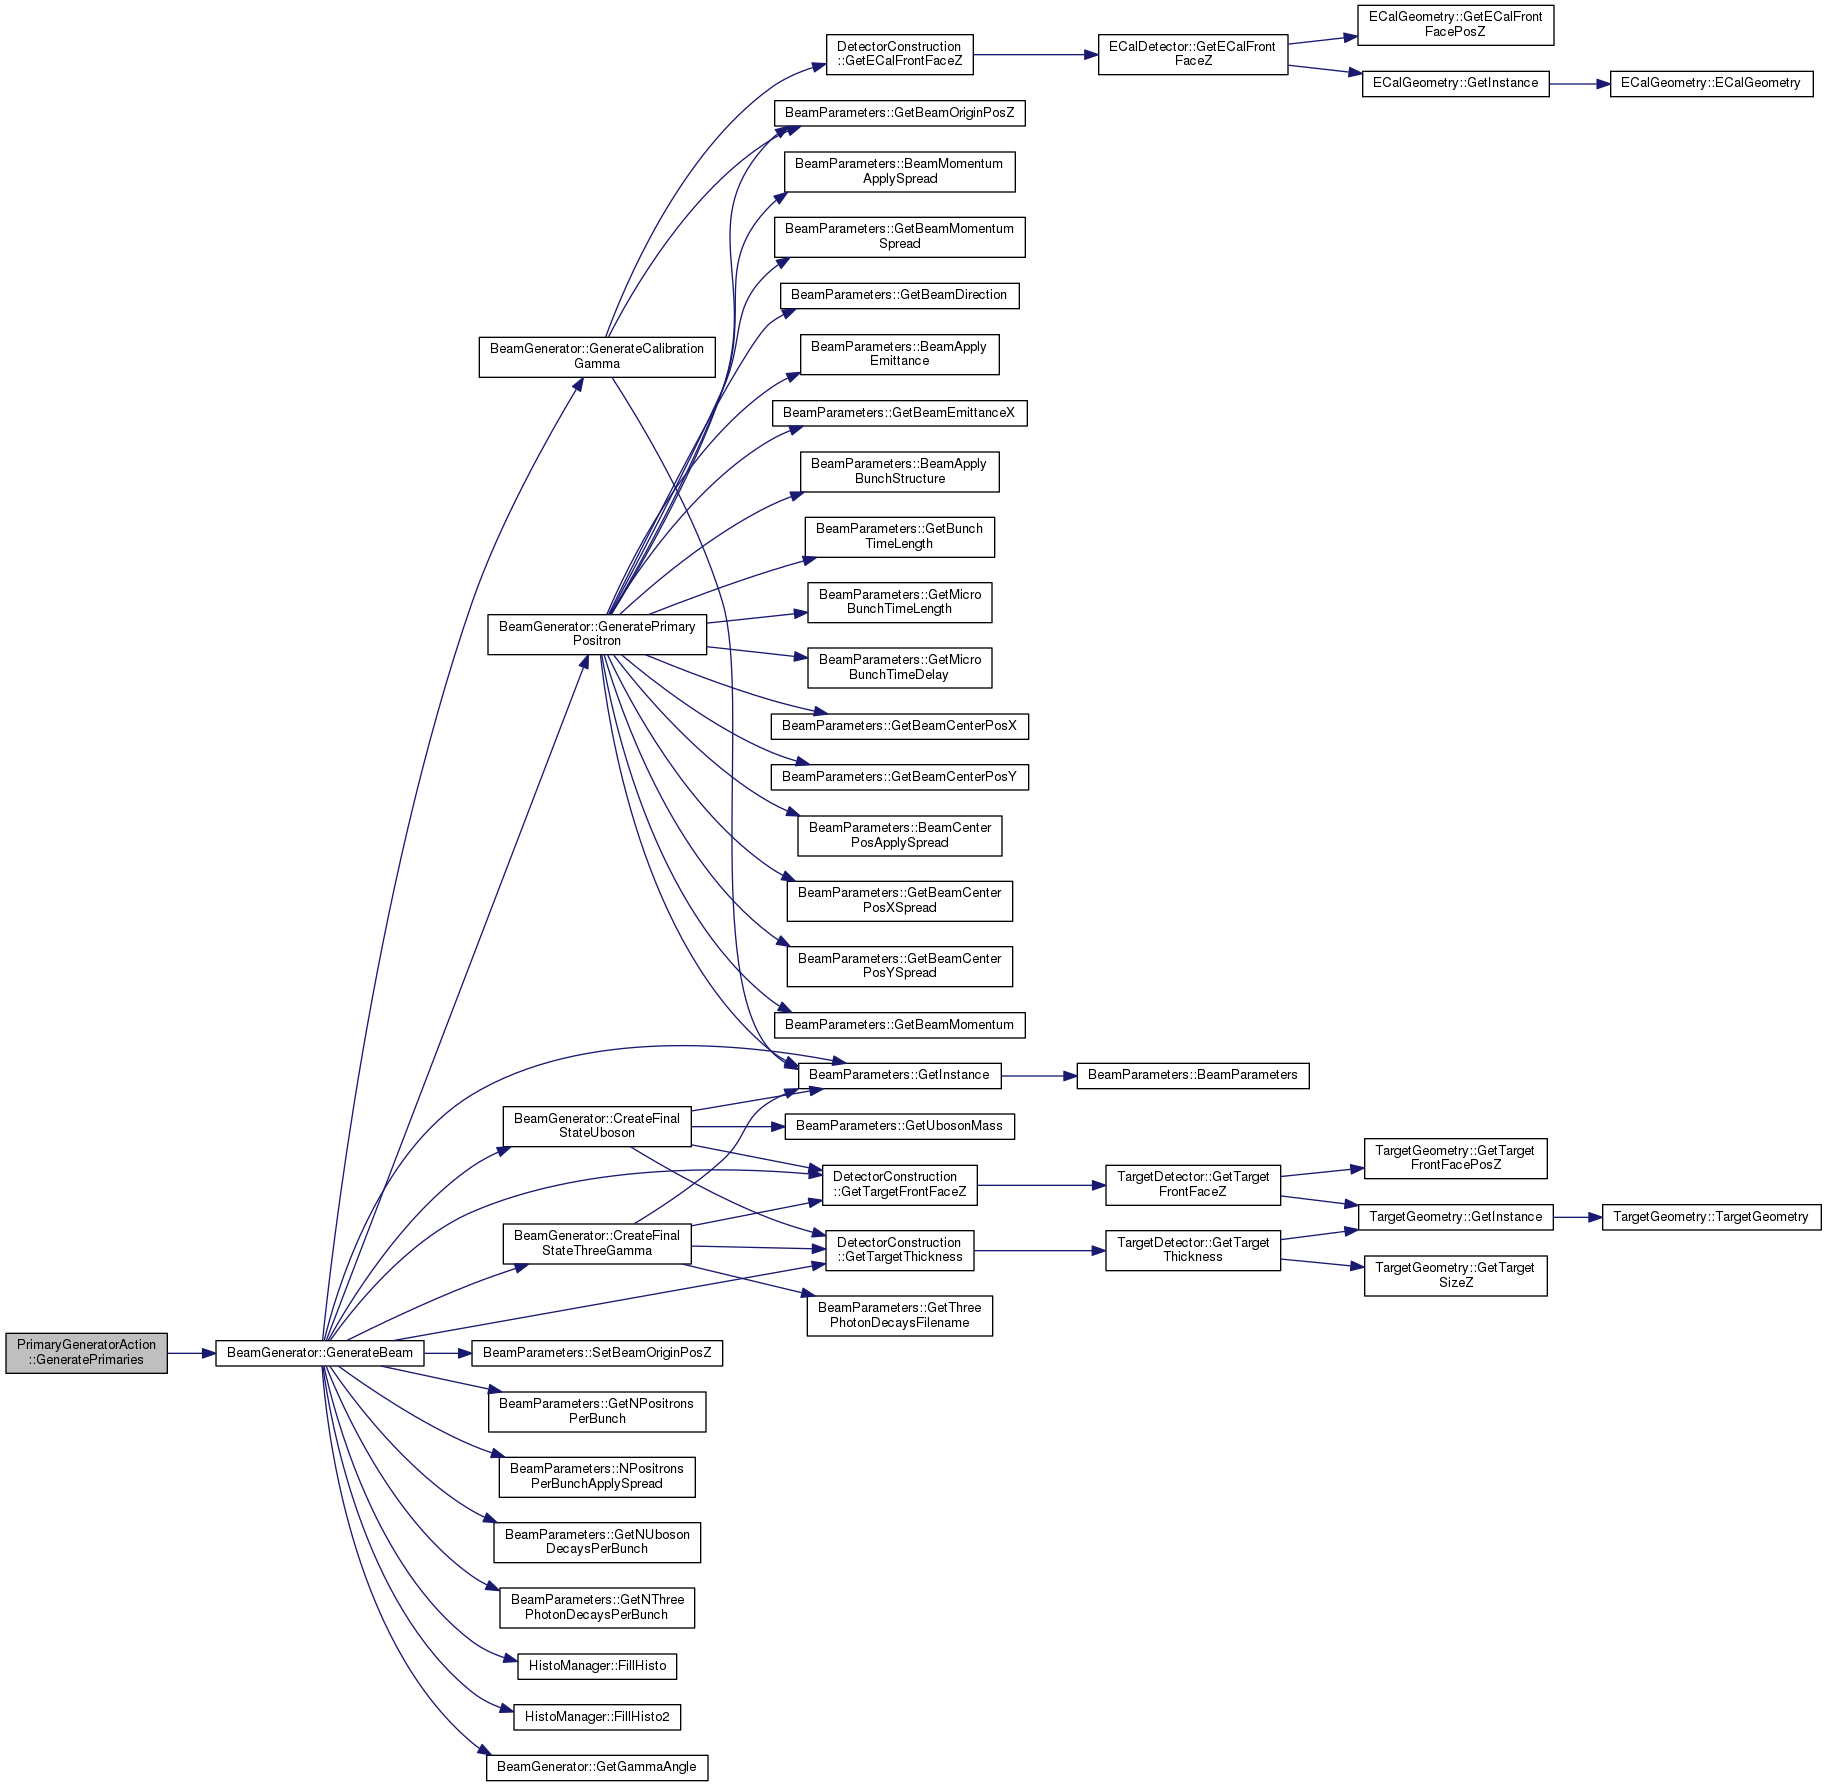 ECalGeometry::GetECalFront
FacePosZ
DetectorConstruction
::GetECalFrontFaceZ
ECalDetector::GetECalFront
FaceZ
ECalGeometry::GetInstance
ECalGeometry::ECalGeometry
BeamParameters::GetBeamOriginPosZ
BeamParameters::BeamMomentum
ApplySpread
BeamParameters::GetBeamMomentum
Spread
BeamParameters::GetBeamDirection
BeamGenerator::GenerateCalibration
Gamma
BeamParameters::BeamApply
Emittance
BeamParameters::GetBeamEmittanceX
BeamParameters::BeamApply
BunchStructure
BeamParameters::GetBunch
TimeLength
BeamParameters::GetMicro
BunchTimeLength
BeamGenerator::GeneratePrimary
Positron
BeamParameters::GetMicro
BunchTimeDelay
BeamParameters::GetBeamCenterPosX
BeamParameters::GetBeamCenterPosY
BeamParameters::BeamCenter
PosApplySpread
BeamParameters::GetBeamCenter
PosXSpread
BeamParameters::GetBeamCenter
PosYSpread
BeamParameters::GetBeamMomentum
BeamParameters::GetInstance
BeamParameters::BeamParameters
BeamGenerator::CreateFinal
StateUboson
BeamParameters::GetUbosonMass
DetectorConstruction
::GetTargetFrontFaceZ
TargetDetector::GetTarget
FrontFaceZ
TargetGeometry::GetTarget
FrontFacePosZ
TargetGeometry::GetInstance
TargetGeometry::TargetGeometry
BeamGenerator::CreateFinal
StateThreeGamma
DetectorConstruction
::GetTargetThickness
TargetDetector::GetTarget
Thickness
TargetGeometry::GetTarget
SizeZ
BeamParameters::GetThree
PhotonDecaysFilename
PrimaryGeneratorAction
::GeneratePrimaries
BeamGenerator::GenerateBeam
BeamParameters::SetBeamOriginPosZ
BeamParameters::GetNPositrons
PerBunch
BeamParameters::NPositrons
PerBunchApplySpread
BeamParameters::GetNUboson
DecaysPerBunch
BeamParameters::GetNThree
PhotonDecaysPerBunch
HistoManager::FillHisto
HistoManager::FillHisto2
BeamGenerator::GetGammaAngle